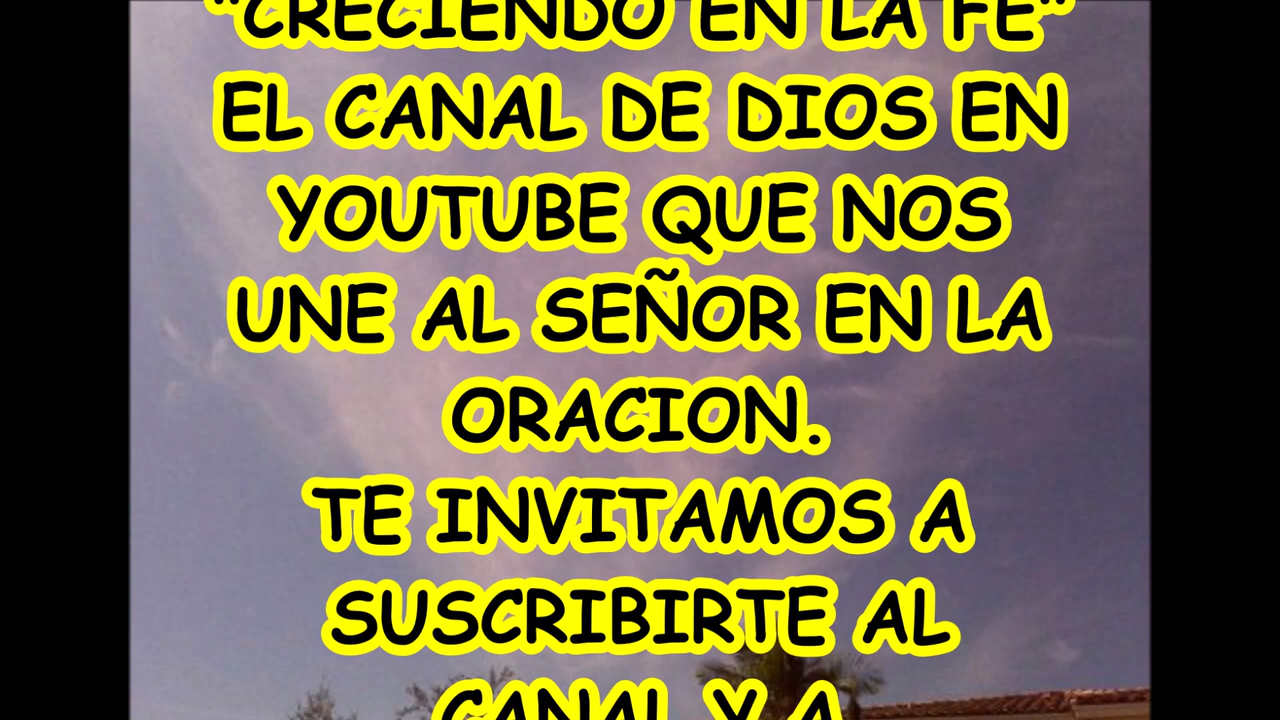 "CRECIENDO EN LA FE"
EL CANAL DE DIOS EN
YOUTUBE QUE NOS
UNE AL SEÑOR EN LA
ORACION.
TE INVITAMOS A
SUSCRIBIRTE AL
CANAL Y A